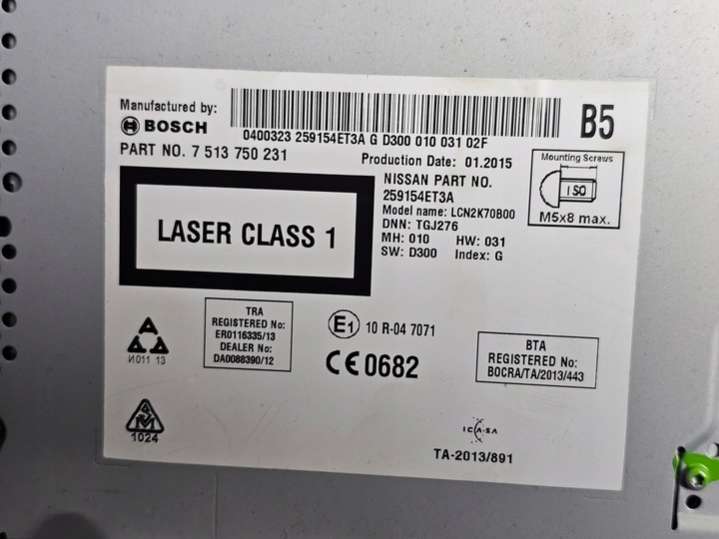 Manufactured by:
BOSCH
B5
0400323 259154ET3A G D300 010 031 02F
PART NO. 7 513 750 231
Production Date: 01.2015
Mounting Screws
ISO
M5x8 max.
NISSAN PART NO.
259154ET3A
Model name: LCN2K70B00
DNN: TGJ276
MH: 010 HW: 031
SW: D300 Index: G
LASER CLASS 1
TRA
REGISTERED No:
ER0116335/13
DEALER No:
DA0088390/12
E1 10 R-04 7071
CE0682
BTA
REGISTERED No:
BOCRA/TA/2013/443
И011 13
1024
ICASA
TA-2013/891